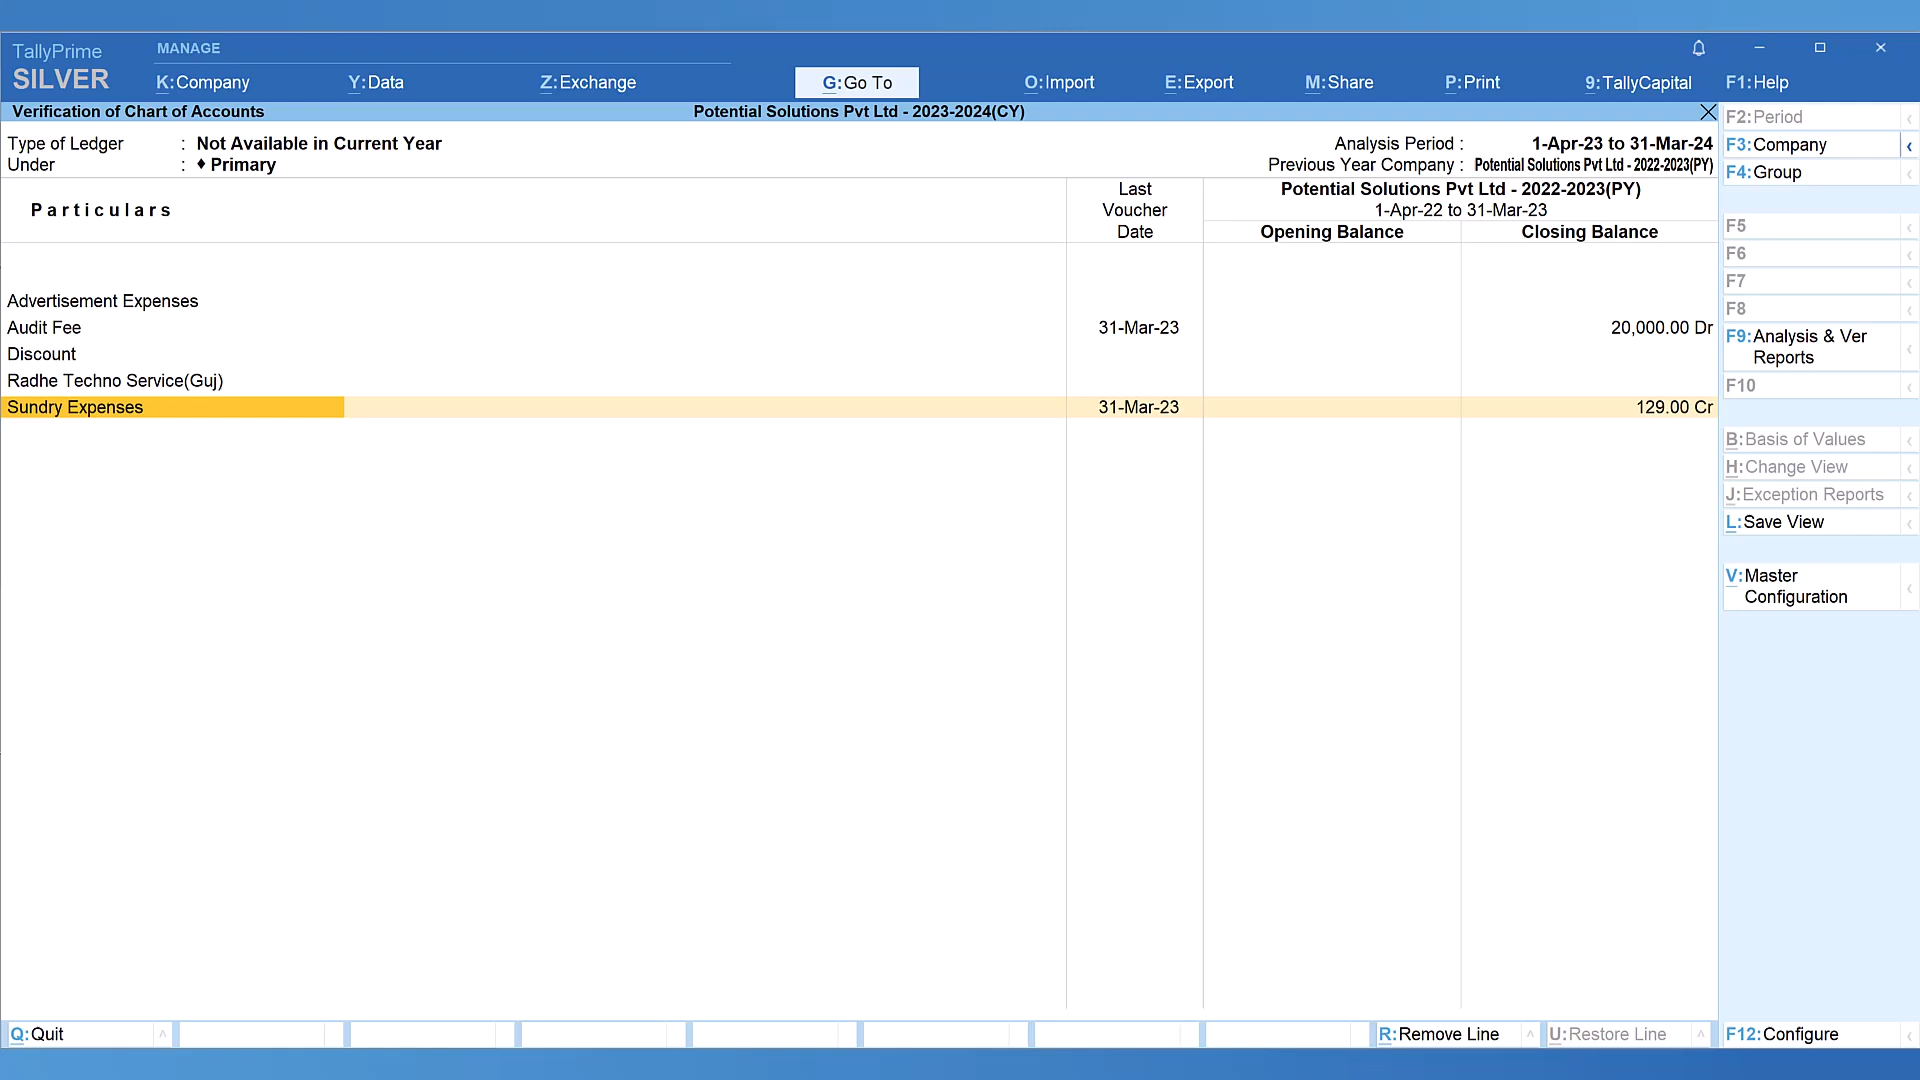 TallyPrime
SILVER
MANAGE
K:Company Y:Data Z:Exchange G:Go To O:Import E:Export M:Share P:Print 9:TallyCapital F1:Help
Verification of Chart of Accounts Potential Solutions Pvt Ltd - 2023-2024(CY)
Type of Ledger : Not Available in Current Year Analysis Period : 1-Apr-23 to 31-Mar-24
Under : ♦ Primary Previous Year Company : Potential Solutions Pvt Ltd - 2022-2023(PY)
Particulars
Last
Voucher
Date
Potential Solutions Pvt Ltd - 2022-2023(PY)
1-Apr-22 to 31-Mar-23
Opening Balance Closing Balance
Advertisement Expenses
Audit Fee 31-Mar-23 20,000.00 Dr
Discount
Radhe Techno Service(Guj)
Sundry Expenses 31-Mar-23 129.00 Cr
F2:Period
F3:Company
F4:Group
F5
F6
F7
F8
F9:Analysis & Ver
Reports
F10
B:Basis of Values
H:Change View
J:Exception Reports
L:Save View
V:Master
Configuration
Q:Quit R:Remove Line U:Restore Line F12:Configure